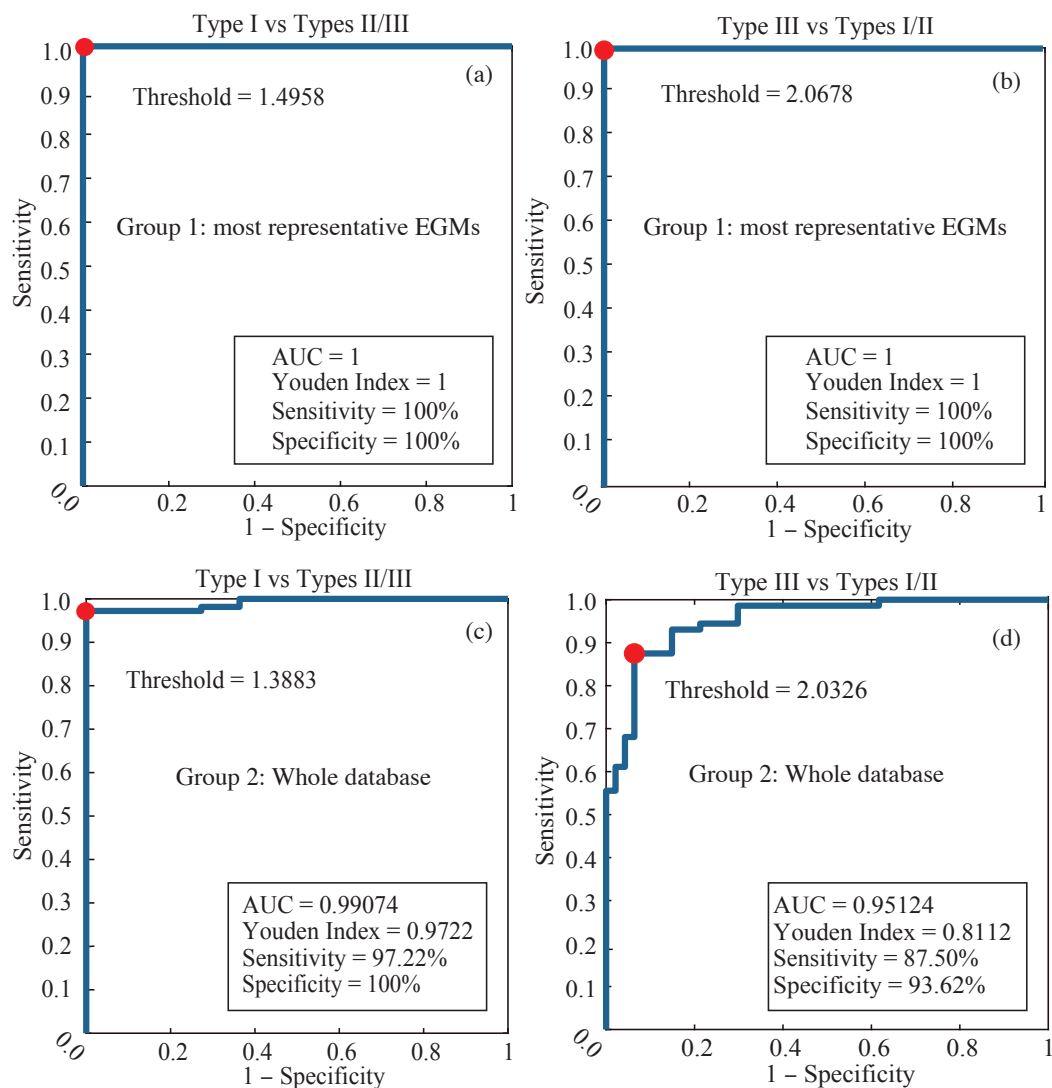 Type I vs Types II/III
(a)
Threshold = 1.4958
Group 1: most representative EGMs
AUC = 1
Youden Index = 1
Sensitivity = 100%
Specificity = 100%
Sensitivity
1.0
0.9
0.8
0.7
0.6
0.5
0.4
0.3
0.2
0.1
0.0
0.2
0.4
0.6
0.8
1
1 – Specificity
Type III vs Types I/II
(b)
Threshold = 2.0678
Group 1: most representative EGMs
AUC = 1
Youden Index = 1
Sensitivity = 100%
Specificity = 100%
Sensitivity
1.0
0.9
0.8
0.7
0.6
0.5
0.4
0.3
0.2
0.1
0.0
0.2
0.4
0.6
0.8
1
1 – Specificity
Type I vs Types II/III
(c)
Threshold = 1.3883
Group 2: Whole database
AUC = 0.99074
Youden Index = 0.9722
Sensitivity = 97.22%
Specificity = 100%
Sensitivity
1.0
0.9
0.8
0.7
0.6
0.5
0.4
0.3
0.2
0.1
0.0
0.2
0.4
0.6
0.8
1
1 – Specificity
Type III vs Types I/II
(d)
Threshold = 2.0326
Group 2: Whole database
AUC = 0.95124
Youden Index = 0.8112
Sensitivity = 87.50%
Specificity = 93.62%
Sensitivity
1.0
0.9
0.8
0.7
0.6
0.5
0.4
0.3
0.2
0.1
0.0
0.2
0.4
0.6
0.8
1
1 – Specificity